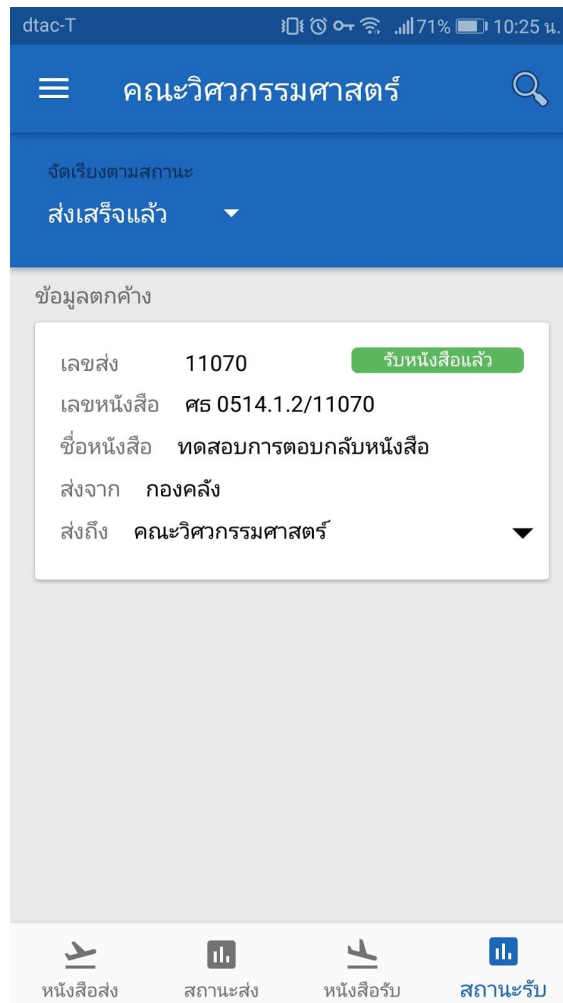 dtac-T 71% 10:25 น.
คณะวิศวกรรมศาสตร์
จัดเรียงตามสถานะ
ส่งเสร็จแล้ว
ข้อมูลตกค้าง
เลขส่ง 11070 รับหนังสือแล้ว
เลขหนังสือ ศธ 0514.1.2/11070
ชื่อหนังสือ ทดสอบการตอบกลับหนังสือ
ส่งจาก กองคลัง
ส่งถึง คณะวิศวกรรมศาสตร์
หนังสือส่ง สถานะส่ง หนังสือรับ สถานะรับ